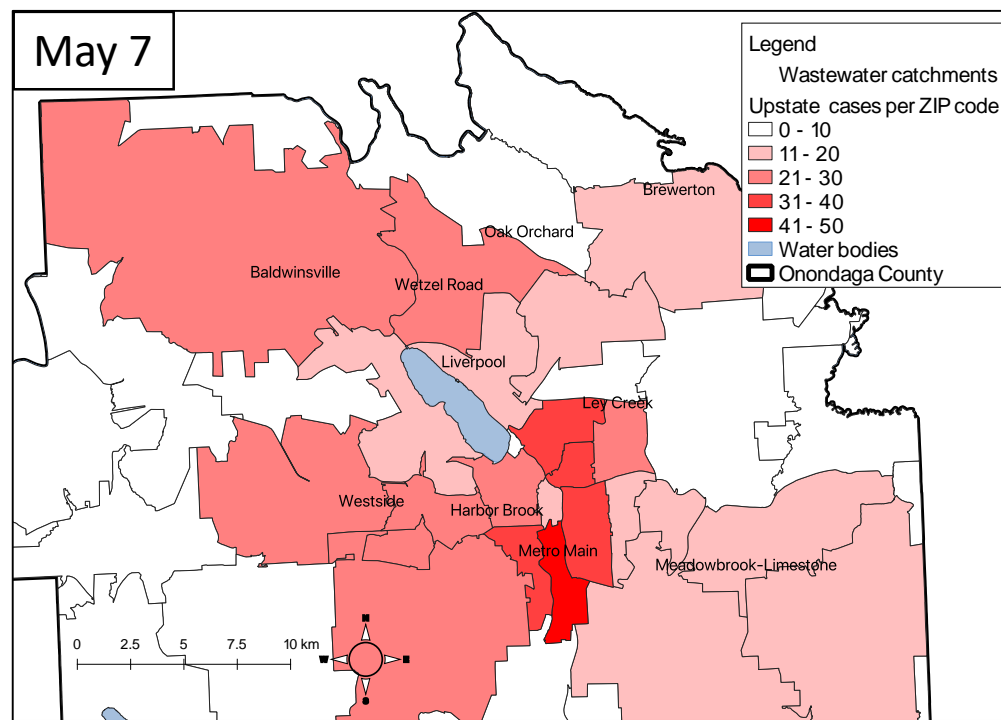 May 7
Legend
Wastewater catchments
Upstate cases per ZIP code
0 - 10
11 - 20
21 - 30
31 - 40
41 - 50
Water bodies
Onondaga County
Brewerton
Oak Orchard
Baldwinsville
Wetzel Road
Liverpool
Ley Creek
Westside
Harbor Brook
Metro Main
Meadowbrook-Limestone
0 2.5 5 7.5 10 km